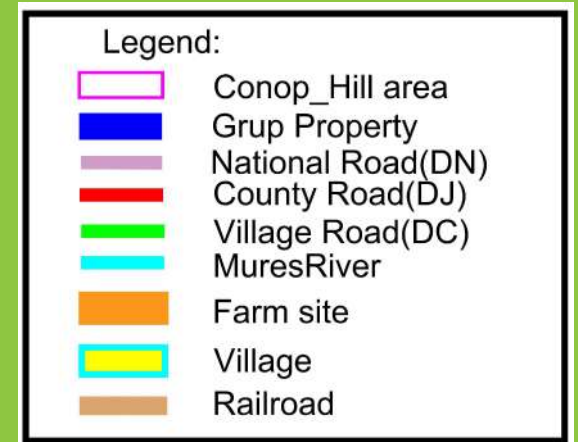 Legend:
Conop_Hill area
Grup Property
National Road(DN)
County Road(DJ)
Village Road(DC)
MuresRiver
Farm site
Village
Railroad